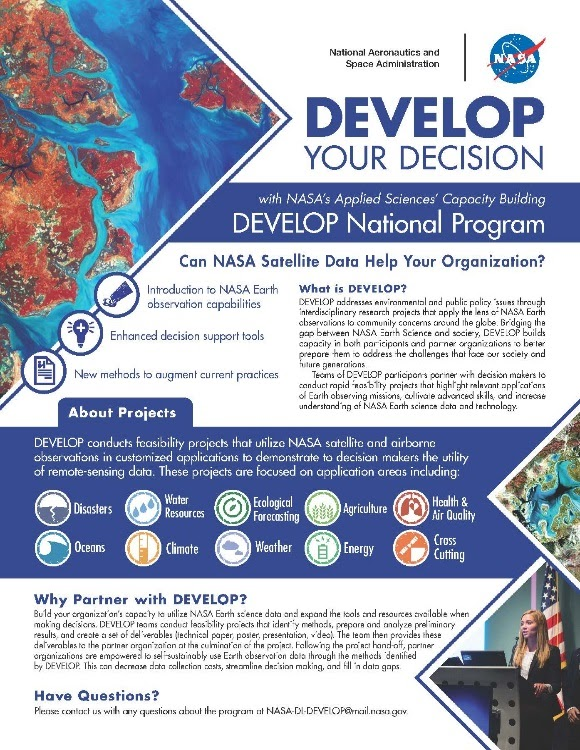 National Aeronautics and
Space Administration
NASA
DEVELOP
YOUR DECISION
with NASA's Applied Sciences' Capacity Building
DEVELOP National Program
Can NASA Satellite Data Help Your Organization?
Introduction to NASA Earth
observation capabilities
Enhanced decision support tools
New methods to augment current practices
What is DEVELOP?
DEVELOP addresses environmental and public policy issues through
interdisciplinary research projects that apply the lens of NASA Earth
observations to community concerns around the globe. Bridging the
gap between NASA Earth Science and society, DEVELOP builds
capacity in both participants and partner organizations to better
prepare them to address the challenges that face our society and
future generations.
Teams of DEVELOP participants partner with decision makers to
conduct rapid feasibility projects that highlight relevant applications
of Earth observing missions, cultivate advanced skills, and increase
understanding of NASA Earth science data and technology.
About Projects
DEVELOP conducts feasibility projects that utilize NASA satellite and airborne
observations in customized applications to demonstrate to decision makers the utility
of remote-sensing data. These projects are focused on application areas including:
Disasters
Water
Resources
Ecological
Forecasting
Agriculture
Health &
Air Quality
Oceans
Climate
Weather
Energy
Cross
Cutting
Why Partner with DEVELOP?
Build your organization's capacity to utilize NASA Earth science data and expand the tools and resources available when
making decisions. DEVELOP teams conduct feasibility projects that identify methods, prepare and analyze preliminary
results, and create a set of deliverables (technical paper, poster, presentation, video). The team then provides these
deliverables to the partner organization at the culmination of the project. Following the project hand-off, partner
organizations are empowered to self-sustainably use Earth observation data through the methods identified
by DEVELOP. This can decrease data collection costs, streamline decision making, and fill in data gaps.
Have Questions?
Please contact us with any questions about the program at NASA-DL-DEVELOP@mail.nasa.gov.